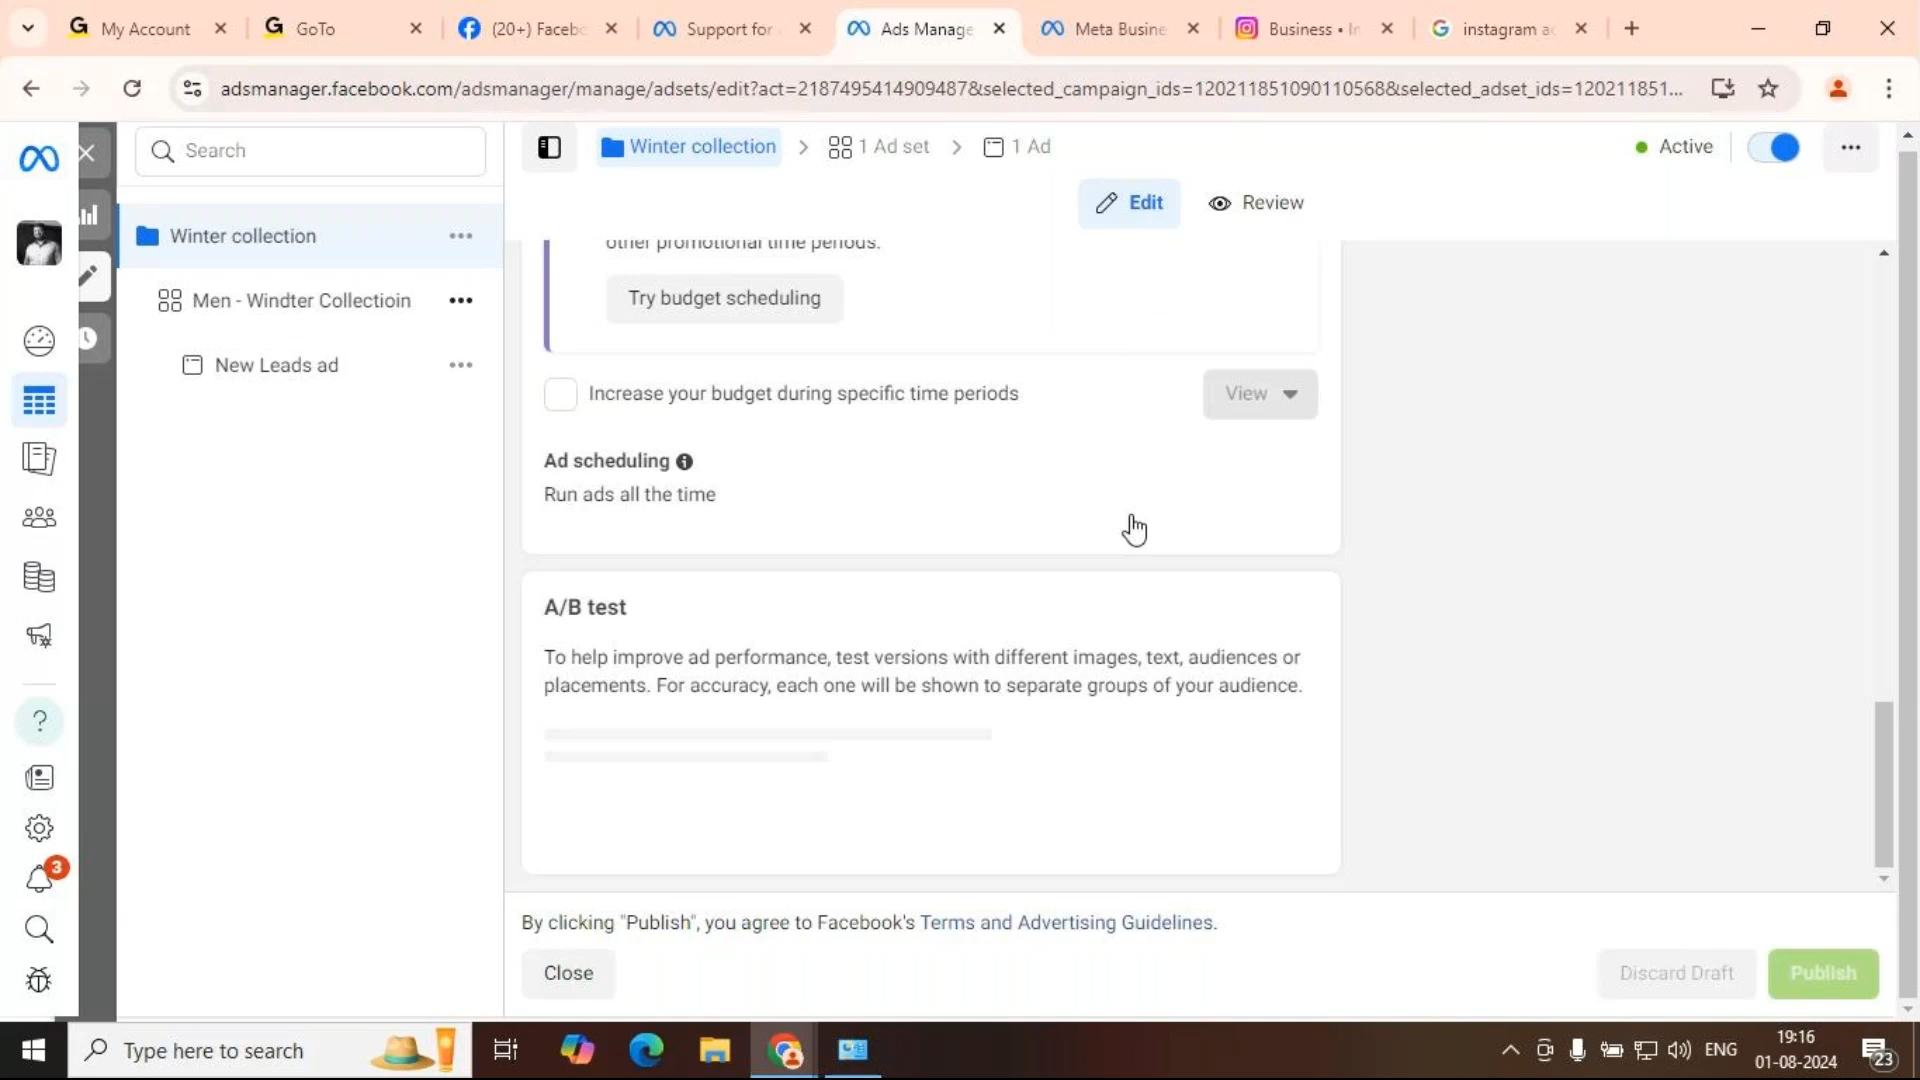 My Account
GoTo
(20+) Facebo
Support for
Ads Manage
Meta Busine
Business • In
instagram a
adsmanager.facebook.com/adsmanager/manage/adsets/edit?act=2187495414909487&selected_campaign_ids=120211851090110568&selected_adset_ids=120211851...
Search
Winter collection
1 Ad set
1 Ad
Active
Edit
Review
Winter collection
Men - Windter Collectioin
New Leads ad
other promotional time periods.
Try budget scheduling
Increase your budget during specific time periods
View
Ad scheduling
Run ads all the time
A/B test
To help improve ad performance, test versions with different images, text, audiences or
placements. For accuracy, each one will be shown to separate groups of your audience.
By clicking "Publish", you agree to Facebook's Terms and Advertising Guidelines.
Close
Discard Draft
Publish
3
Type here to search
ENG
19:16
01-08-2024
23